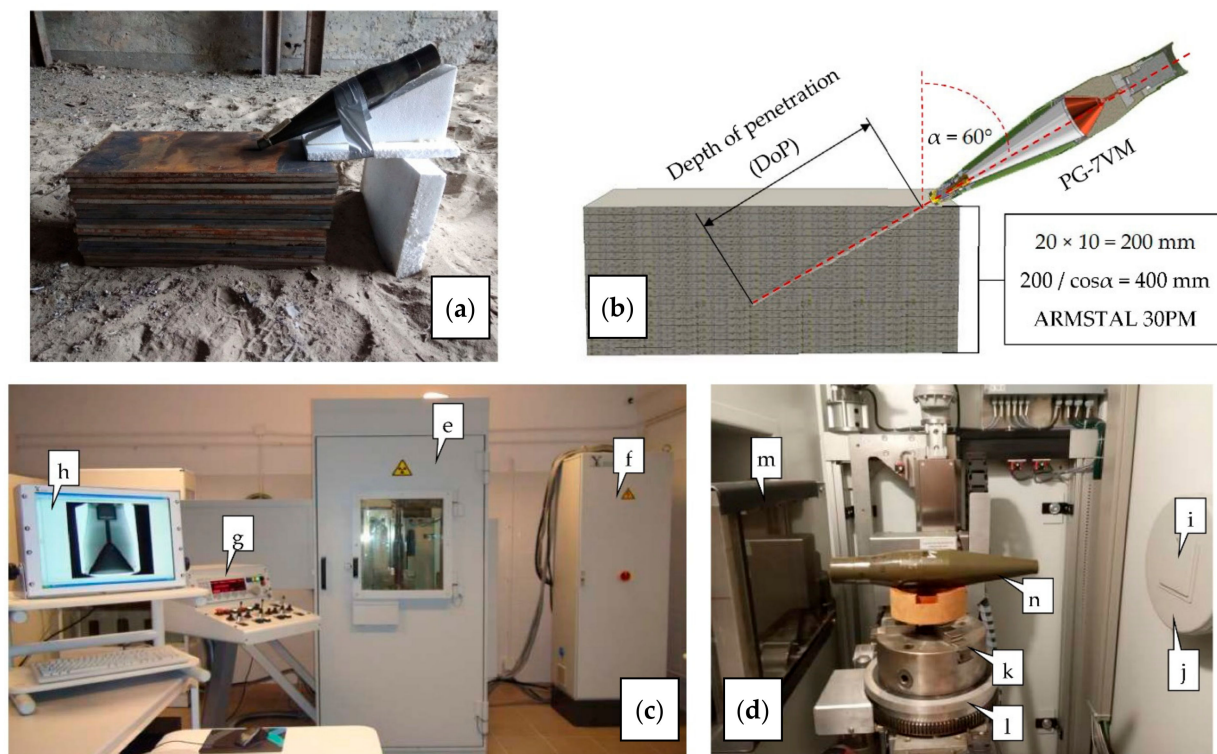 (a)
Depth of penetration
(DoP)
α = 60°
PG-7VM
20 × 10 = 200 mm
200 / cosα = 400 mm
ARMSTAL 30PM
(b)
h
g
e
f
(c)
m
n
k
l
i
j
(d)